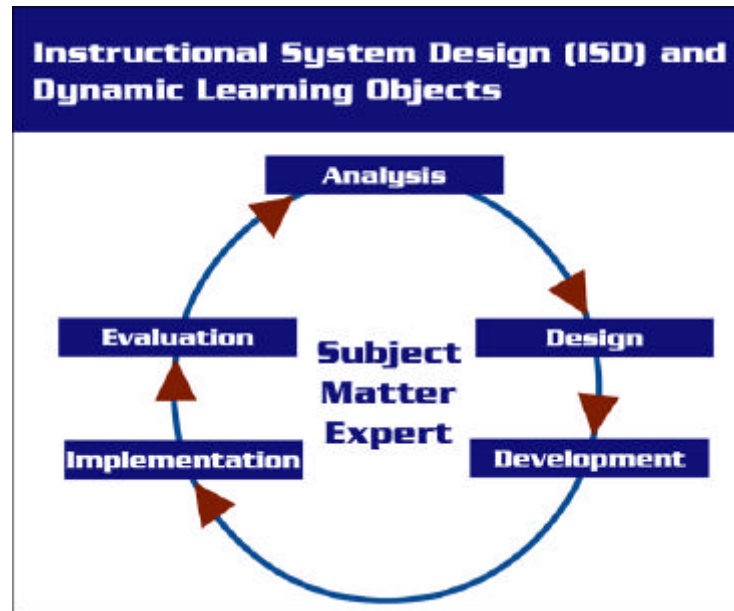 Instructional System Design (ISD) and
Dynamic Learning Objects
Analysis
Evaluation
Design
Subject
Matter
Expert
Implementation
Development